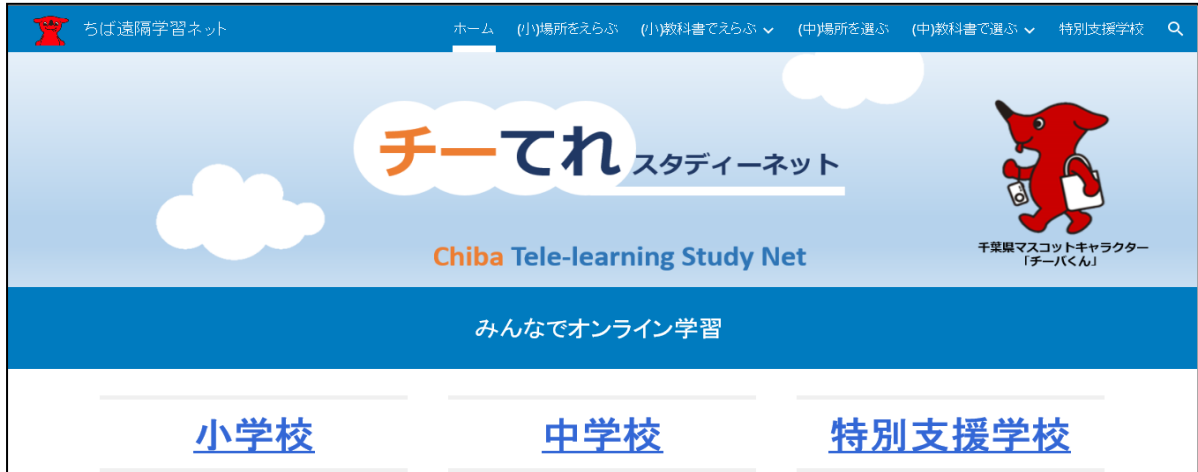 ちば遠隔学習ネット
ホーム (小)場所をえらぶ (小)教科書でえらぶ (中)場所を選ぶ (中)教科書で選ぶ 特別支援学校
チーてれ スタディーネット
Chiba Tele-learning Study Net
千葉県マスコットキャラクター
「チーバくん」
みんなでオンライン学習
小学校 中学校 特別支援学校